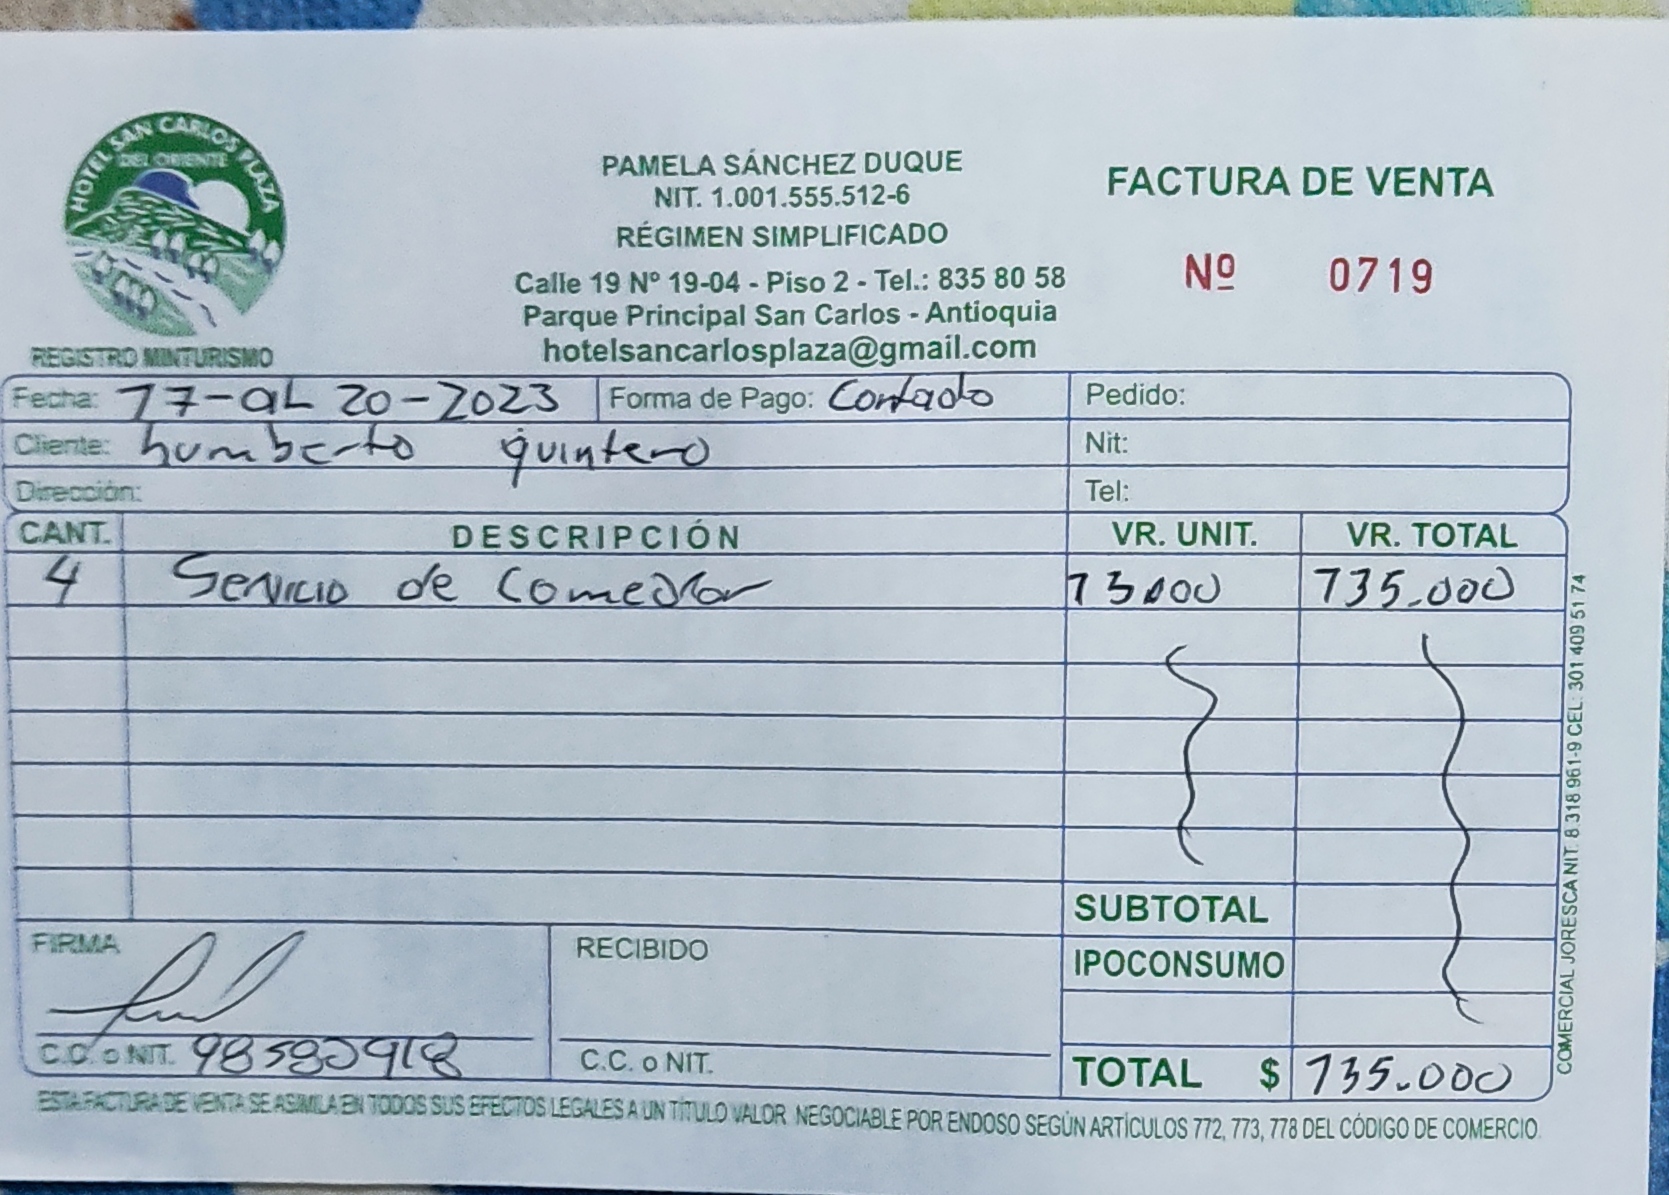 HOTEL SAN CARLOS PLAZA
DEL ORIENTE
REGISTRO MINTURISMO
PAMELA SÁNCHEZ DUQUE
NIT. 1.001.555.512-6
RÉGIMEN SIMPLIFICADO
Calle 19 Nº 19-04 - Piso 2 - Tel.: 835 80 58
Parque Principal San Carlos - Antioquia
hotelsancarlosplaza@gmail.com
FACTURA DE VENTA
Nº 0719
Fecha: 17-aL 20-2023 Forma de Pago: Contado Pedido:
Cliente: humberto quintero Nit:
Dirección: Tel:
CANT. DESCRIPCIÓN VR. UNIT. VR. TOTAL
4 Servicio de Comedor 13000 735.000
SUBTOTAL
IPOCONSUMO
TOTAL $ 735.000
FIRMA RECIBIDO
C.C. o NIT. 98580918 C.C. o NIT.
ESTA FACTURA DE VENTA SE ASIMILA EN TODOS SUS EFECTOS LEGALES A UN TÍTULO VALOR NEGOCIABLE POR ENDOSO SEGÚN ARTÍCULOS 772, 773, 778 DEL CÓDIGO DE COMERCIO.
COMERCIAL JORESCA NIT. 8 318 961-9 CEL.: 301 409 51 74